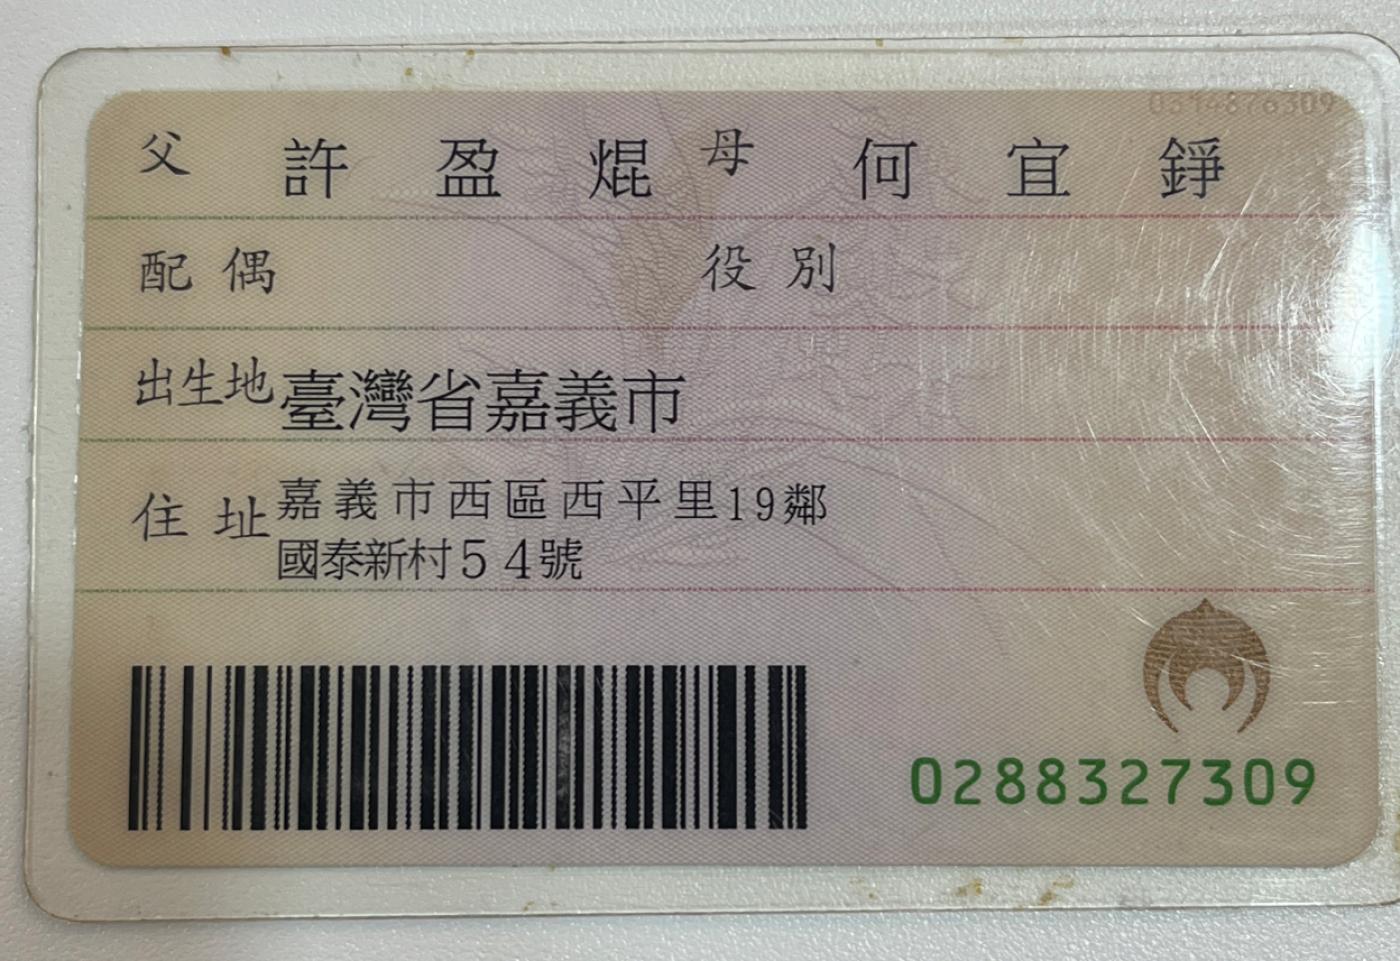 父 許盈焜 母 何宜錚
配偶 役別
出生地 臺灣省嘉義市
住址 嘉義市西區西平里19鄰
國泰新村54號
0288327309